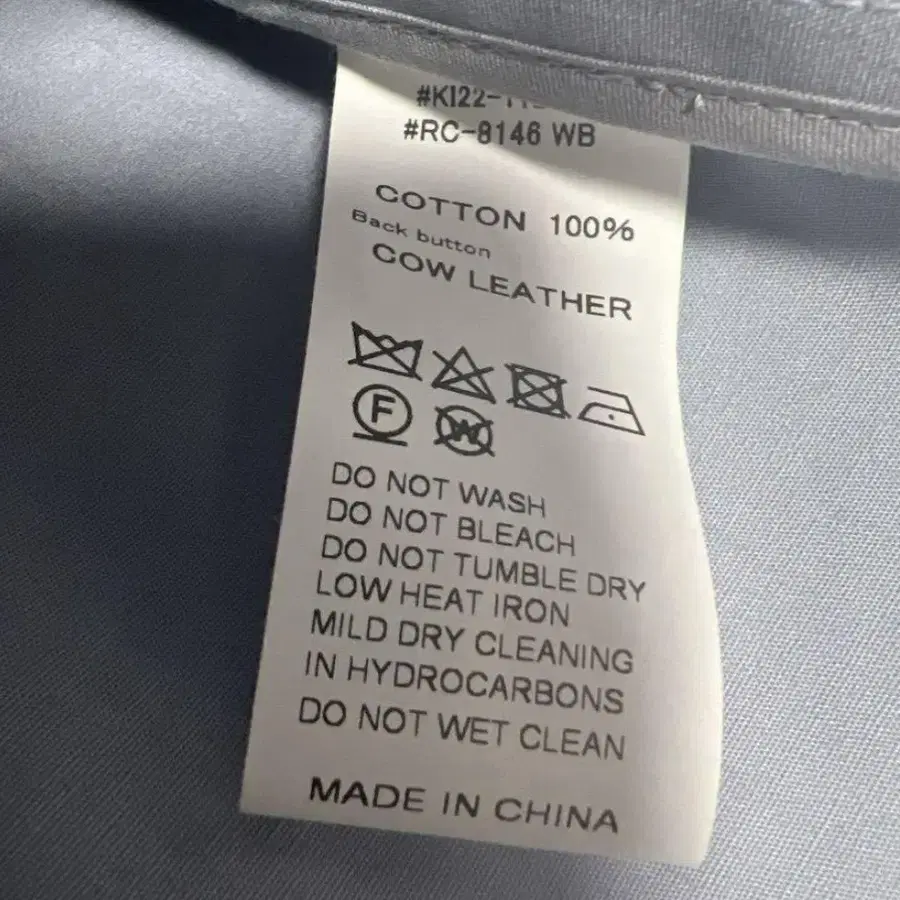 #RC-8146 WB
COTTON 100%
Back button
COW LEATHER
F
W
DO NOT WASH
DO NOT BLEACH
DO NOT TUMBLE DRY
LOW HEAT IRON
MILD DRY CLEANING
IN HYDROCARBONS
DO NOT WET CLEAN
MADE IN CHINA